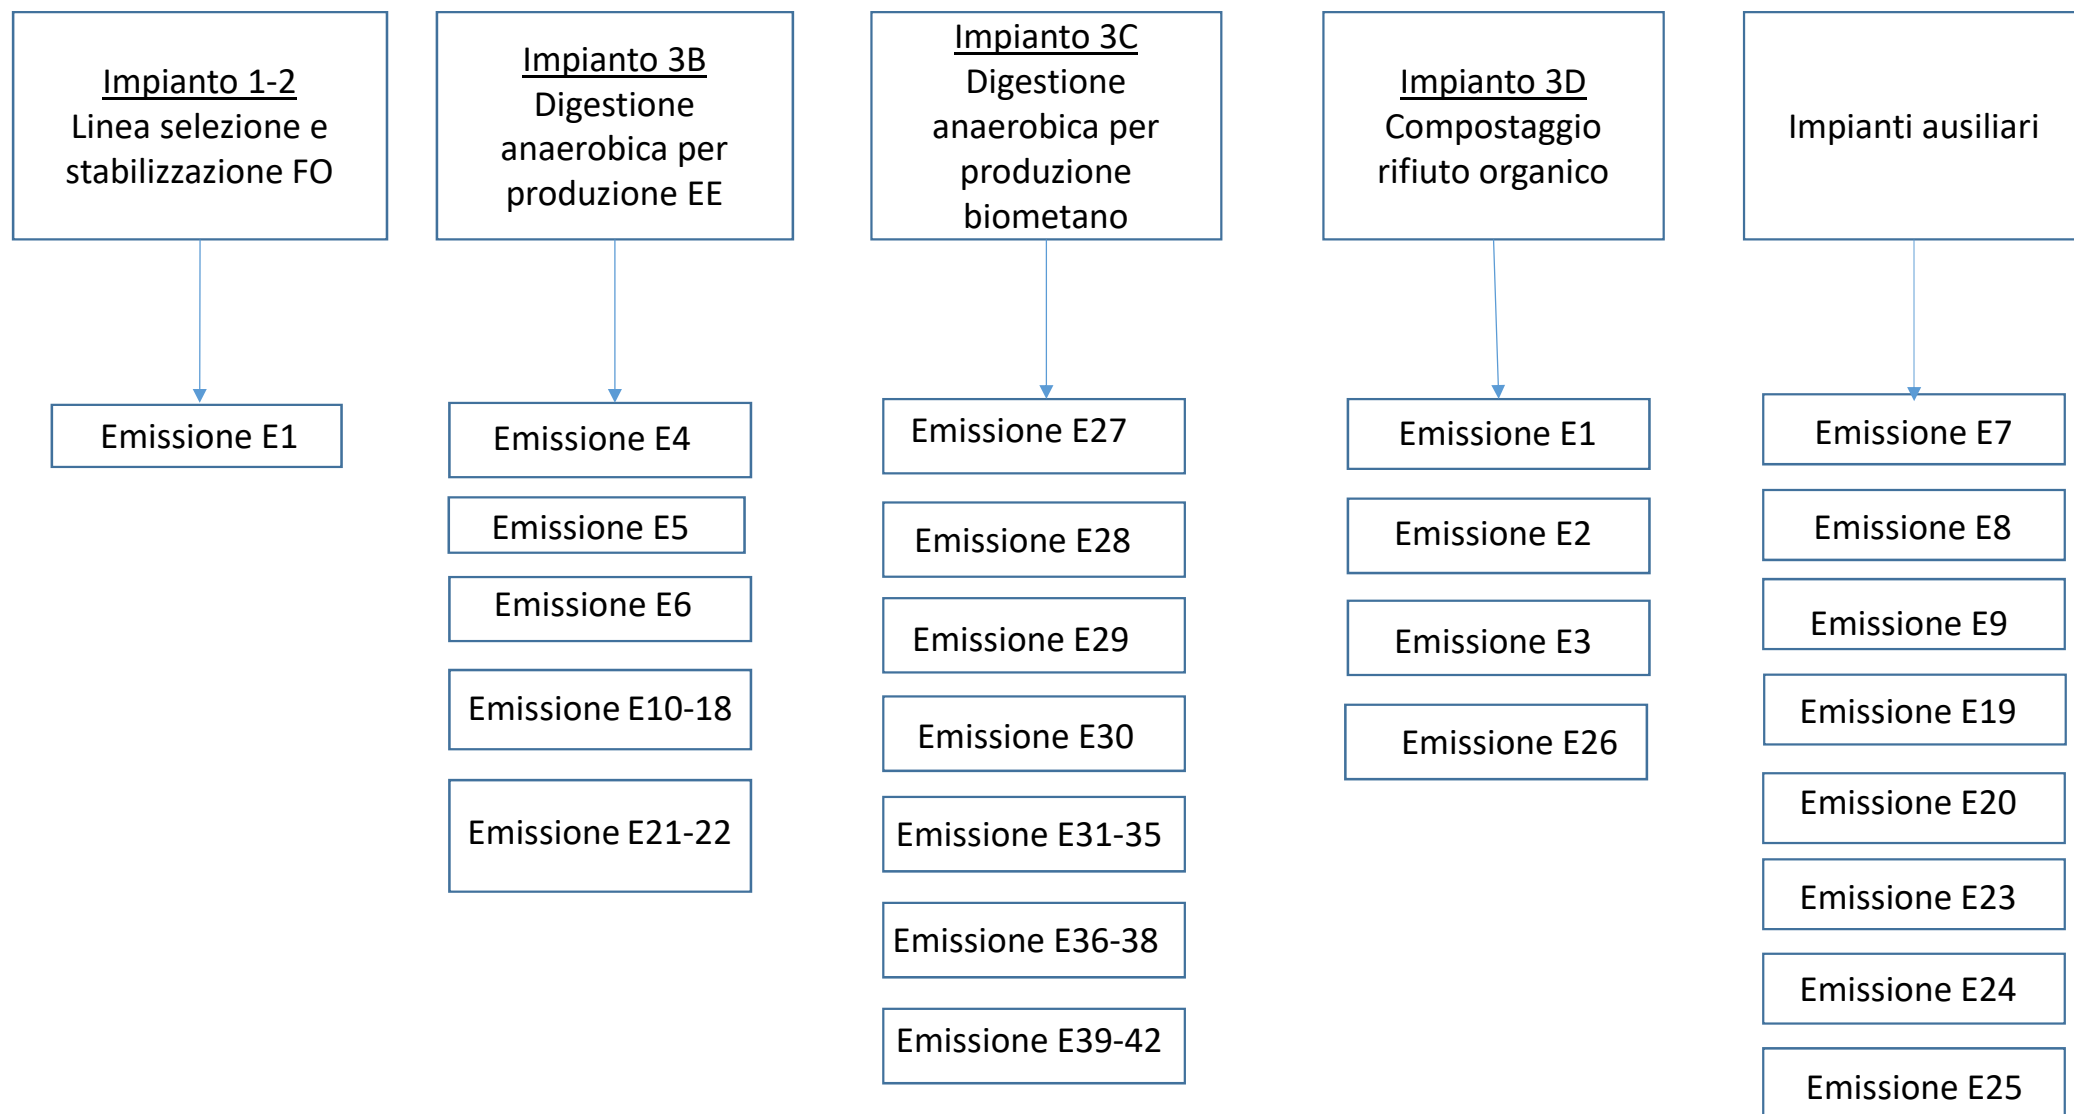 Impianto 1-2
Linea selezione e
stabilizzazione FO
Impianto 3B
Digestione
anaerobica per
produzione EE
Impianto 3C
Digestione
anaerobica per
produzione
biometano
Impianto 3D
Compostaggio
rifiuto organico
Impianti ausiliari
Emissione E1
Emissione E4
Emissione E5
Emissione E6
Emissione E10-18
Emissione E21-22
Emissione E27
Emissione E28
Emissione E29
Emissione E30
Emissione E31-35
Emissione E36-38
Emissione E39-42
Emissione E1
Emissione E2
Emissione E3
Emissione E26
Emissione E7
Emissione E8
Emissione E9
Emissione E19
Emissione E20
Emissione E23
Emissione E24
Emissione E25